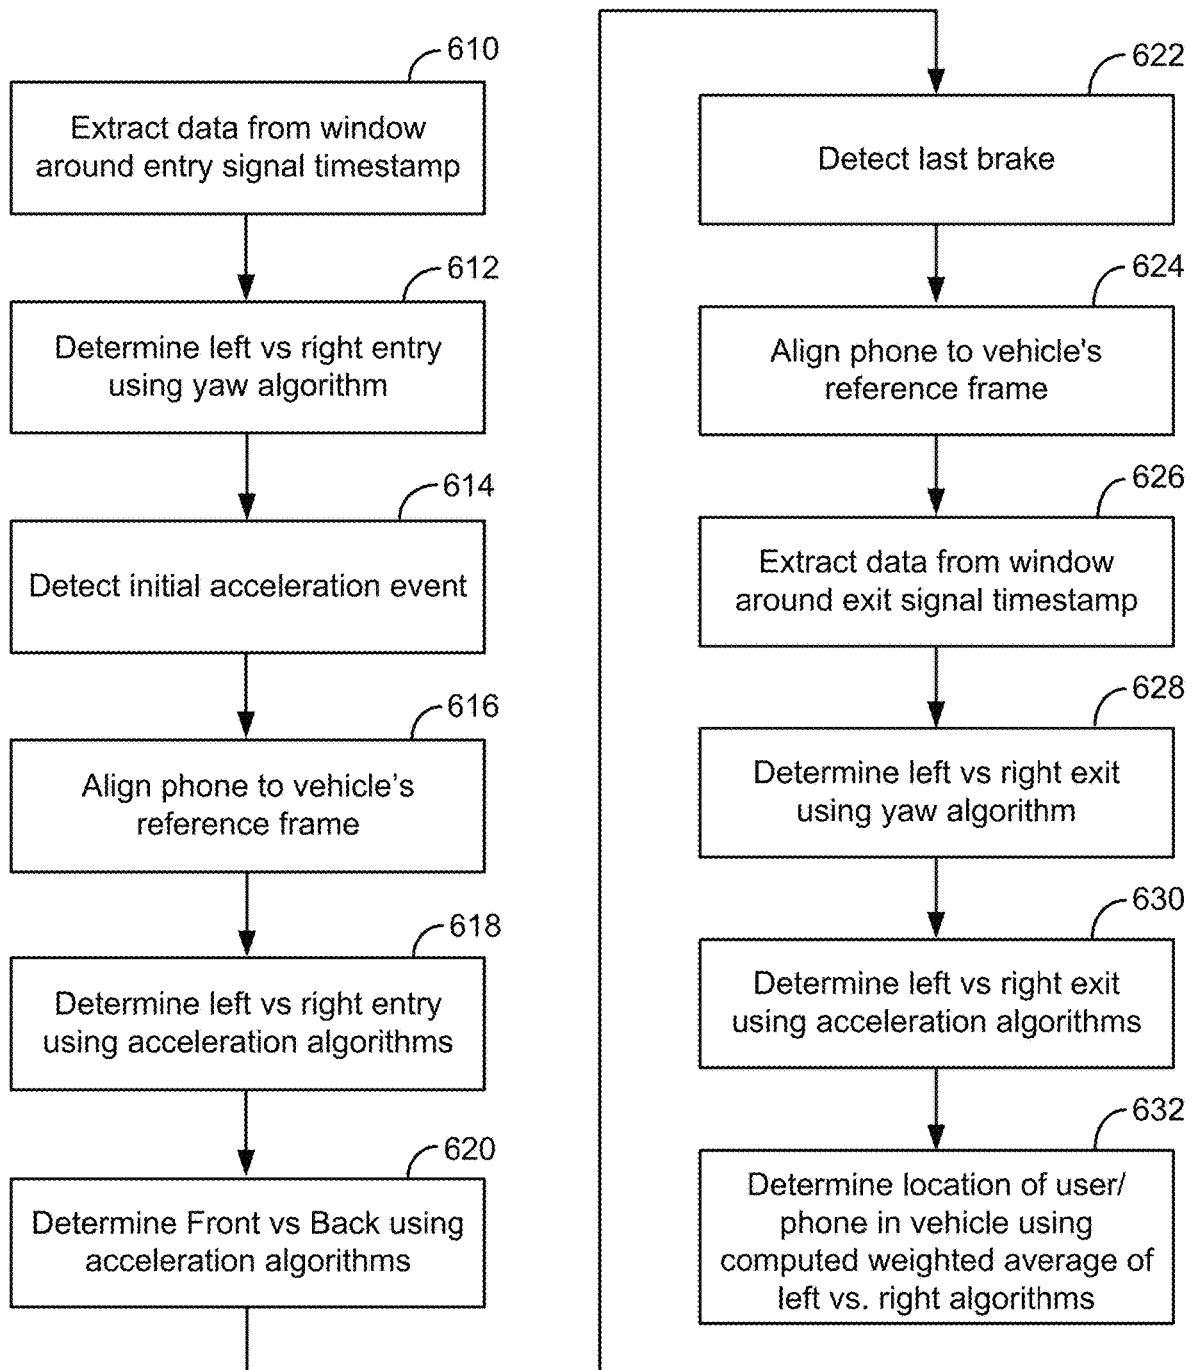 610
Extract data from window
around entry signal timestamp
612
Determine left vs right entry
using yaw algorithm
614
Detect initial acceleration event
616
Align phone to vehicle’s
reference frame
618
Determine left vs right entry
using acceleration algorithms
620
Determine Front vs Back using
acceleration algorithms
622
Detect last brake
624
Align phone to vehicle's
reference frame
626
Extract data from window
around exit signal timestamp
628
Determine left vs right exit
using yaw algorithm
630
Determine left vs right exit
using acceleration algorithms
632
Determine location of user/
phone in vehicle using
computed weighted average of
left vs. right algorithms